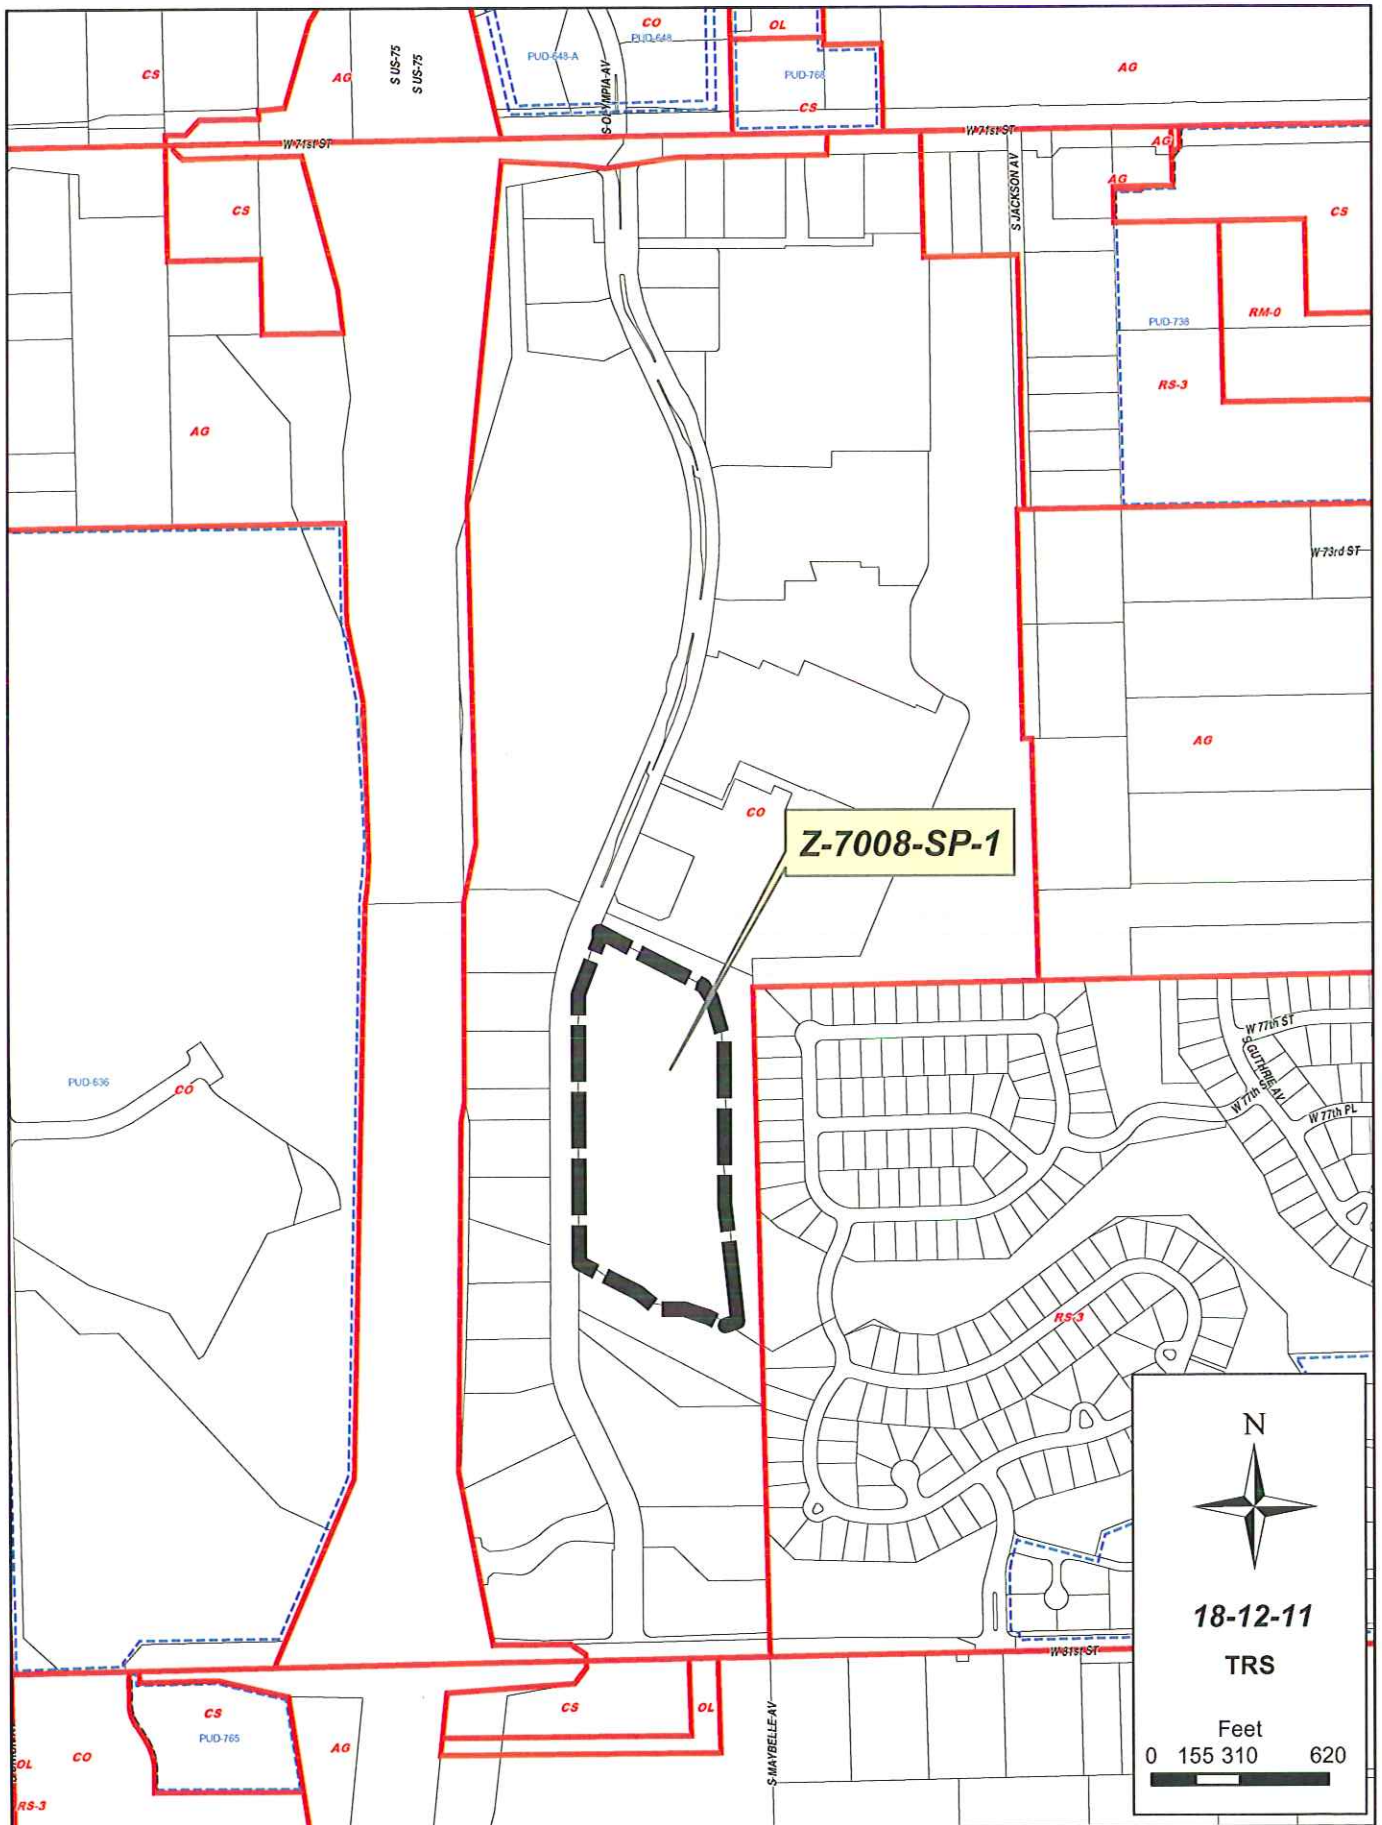 CO
OL
PUD-648-A
PUD-648
CS
AG
S US-75
S US-75
S-OLYMPIA-AV
PUD-768
CS
AG
W 71st ST
W 71st ST
AG
AG
CS
CS
S JACKSON AV
PUD-738
RM-0
RS-3
AG
W 73rd ST
AG
CO
Z-7008-SP-1
PUD-636
CO
W 77th ST
S GUTHRIE AV
W 77th
W 77th PL
RS-3
N
18-12-11
TRS
Feet
0 155 310 620
W 81st ST
CS
PUD-765
CS
OL
S-MAYBELLE-AV
AG
CO
OL
RS-3